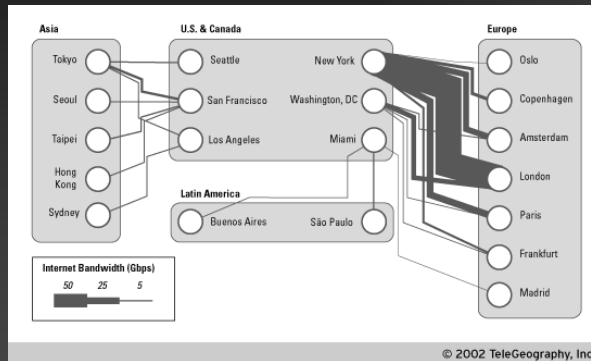 Asia
Tokyo
Seoul
Taipei
Hong
Kong
Sydney
U.S. & Canada
Seattle
San Francisco
Los Angeles
New York
Washington, DC
Miami
Latin America
Buenos Aires
São Paulo
Europe
Oslo
Copenhagen
Amsterdam
London
Paris
Frankfurt
Madrid
Internet Bandwidth (Gbps)
50 25 5
© 2002 TeleGeography, Inc